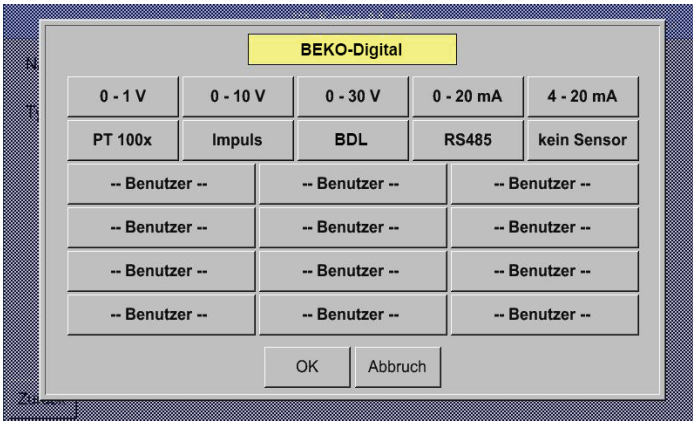 BEKO-Digital
0 - 1 V 0 - 10 V 0 - 30 V 0 - 20 mA 4 - 20 mA
PT 100x Impuls BDL RS485 kein Sensor
-- Benutzer -- -- Benutzer -- -- Benutzer --
-- Benutzer -- -- Benutzer -- -- Benutzer --
-- Benutzer -- -- Benutzer -- -- Benutzer --
-- Benutzer -- -- Benutzer -- -- Benutzer --
OK Abbruch